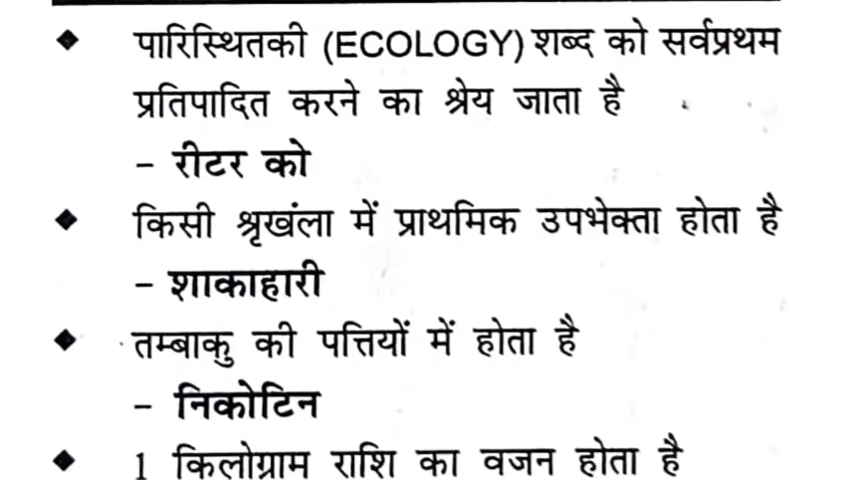 ◆ पारिस्थितकी (ECOLOGY) शब्द को सर्वप्रथम
प्रतिपादित करने का श्रेय जाता है
– रीटर को
◆ किसी श्रृखंला में प्राथमिक उपभेक्ता होता है
– शाकाहारी
◆ तम्बाकु की पत्तियों में होता है
– निकोटिन
◆ 1 किलोग्राम राशि का वजन होता है